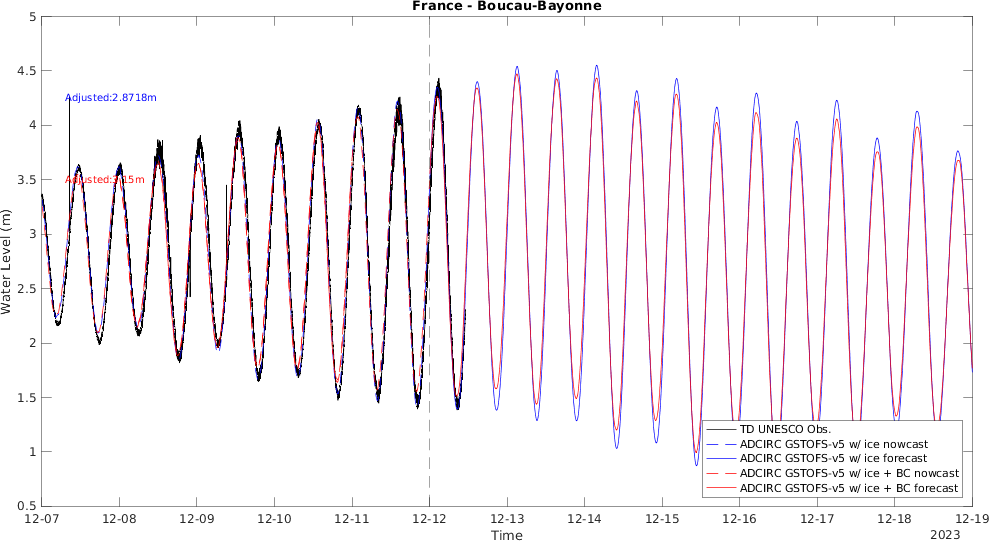 France - Boucau-Bayonne
Water Level (m)
5
4.5
4
3.5
3
2.5
2
1.5
1
0.5
Adjusted:2.8718m
TD UNESCO Obs.
ADCIRC GSTOFS-v5 w/ ice nowcast
ADCIRC GSTOFS-v5 w/ ice forecast
ADCIRC GSTOFS-v5 w/ ice + BC nowcast
ADCIRC GSTOFS-v5 w/ ice + BC forecast
12-07 12-08 12-09 12-10 12-11 12-12 12-13 12-14 12-15 12-16 12-17 12-18 12-19
Time
2023